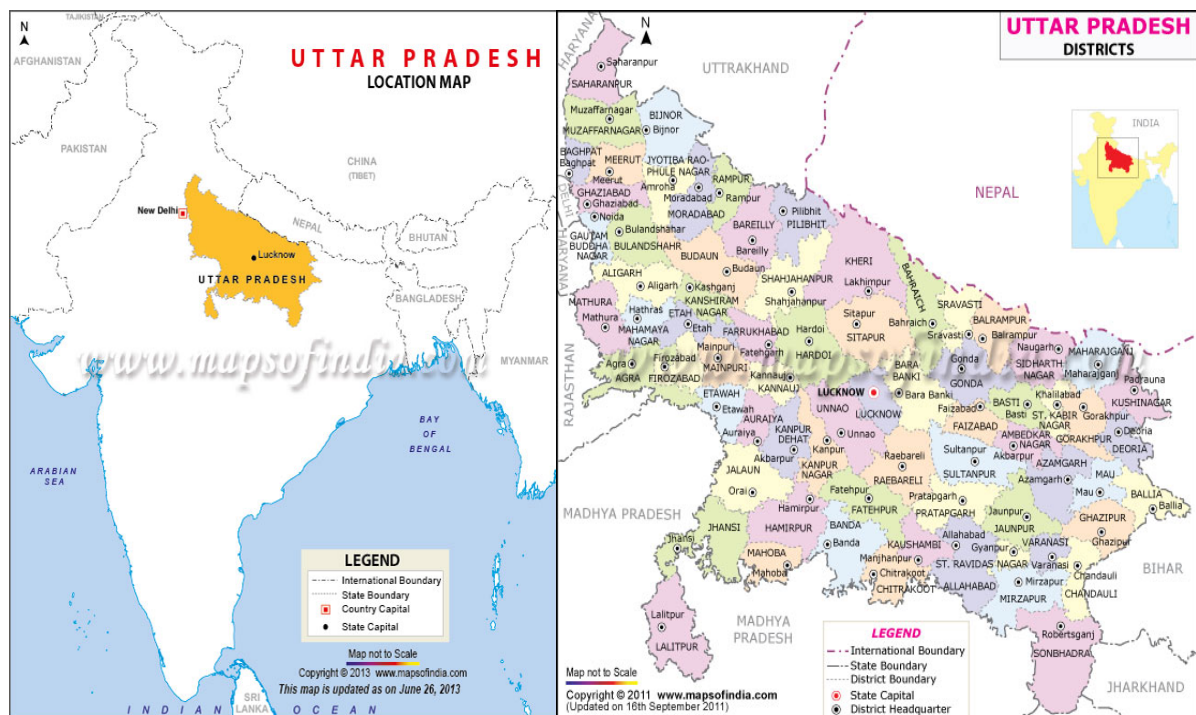 TAJIKISTAN
N
AFGHANISTAN
UTTAR PRADESH
LOCATION MAP
PAKISTAN
CHINA
(TIBET)
New Delhi
NEPAL
BHUTAN
Lucknow
UTTAR PRADESH
BANGLADESH
MYANMAR
www.mapsofindia.com
BAY
OF
BENGAL
ARABIAN
SEA
LEGEND
International Boundary
State Boundary
Country Capital
State Capital
Map not to Scale
Copyright © 2013 www.mapsofindia.com
This map is updated as on June 26, 2013
SRI
LANKA
INDIAN OCEAN
UTTAR PRADESH
DISTRICTS
N
HARYANA
UTTRAKHAND
Saharanpur
SAHARANPUR
Muzaffarnagar
MUZAFFARNAGAR
BIJNOR
Bijnor
INDIA
BAGHPAT
Baghpat
MEERUT
Meerut
JYOTIBA RAO-
PHULE NAGAR
Amroha
RAMPUR
Rampur
Moradabad
MORADABAD
NEPAL
DELHI
GHAZIABAD
Ghaziabad
Noida
GAUTAM
BUDDHA
NAGAR
Bulandshahar
BULANDSHAHR
BAREILLY
Bareilly
Pilibhit
PILIBHIT
HARYANA
BUDAUN
Budaun
ALIGARH
Aligarh
Kashganj
KANSHIRAM
NAGAR
SHAHJAHANPUR
Shahjahanpur
KHERI
Lakhimpur
BAHRAICH
Bahraich
SRAVASTI
Sravasti
BALRAMPUR
Balrampur
MATHURA
Mathura
Hathras
MAHAMAYA
NAGAR
ETAH
Etah
FARRUKHABAD
Fatehgarh
Hardoi
HARDOI
Sitapur
SITAPUR
Naugarh
SIDHARTH
NAGAR
MAHARAJGANJ
Maharajganj
Padrauna
KUSHINAGAR
www.mapsofindia.com
RAJASTHAN
Agra
AGRA
Firozabad
FIROZABAD
Mainpuri
MAINPURI
Kannauj
KANNAUJ
BARA
BANKI
Bara Banki
Gonda
GONDA
LUCKNOW
LUCKNOW
ETAWAH
Etawah
AURAIYA
Auraiya
KANPUR
DEHAT
Akbarpur
UNNAO
Unnao
Kanpur
KANPUR
NAGAR
Faizabad
FAIZABAD
BASTI
Basti
Khalilabad
ST. KABIR
NAGAR
Gorakhpur
GORAKHPUR
Deoria
DEORIA
AMBEDKAR
NAGAR
Akbarpur
Raebareli
RAEBARELI
Sultanpur
SULTANPUR
AZAMGARH
Azamgarh
MAU
Mau
BALLIA
Ballia
JALAUN
Orai
Hamirpur
HAMIRPUR
Fatehpur
FATEHPUR
Pratapgarh
PRATAPGARH
Jaunpur
JAUNPUR
GHAZIPUR
Ghazipur
MADHYA PRADESH
JHANSI
Jhansi
MAHOBA
Mahoba
BANDA
Banda
Manjhanpur
KAUSHAMBI
Chitrakoot
CHITRAKOOT
Allahabad
ALLAHABAD
Gyanpur
ST. RAVIDAS
NAGAR
VARANASI
Varanasi
Chandauli
CHANDAULI
BIHAR
Mirzapur
MIRZAPUR
Lalitpur
LALITPUR
MADHYA
PRADESH
Robertsganj
SONBHADRA
JHARKHAND
LEGEND
International Boundary
State Boundary
District Boundary
State Capital
District Headquarter
Map not to Scale
Copyright © 2011 www.mapsofindia.com
(Updated on 16th September 2011)